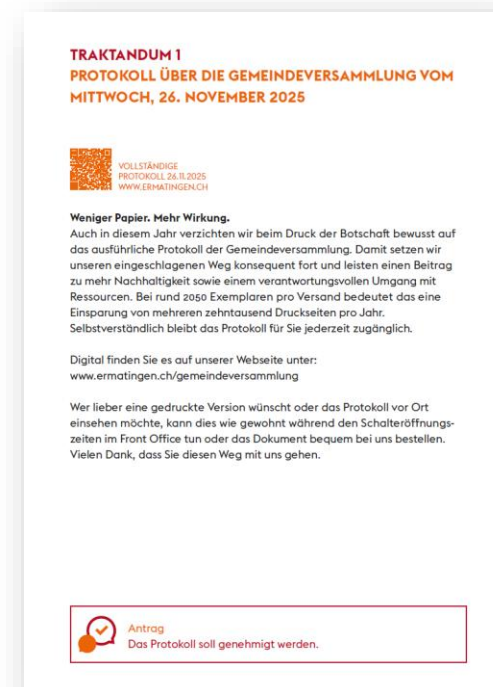 TRAKTANDUM 1
PROTOKOLL ÜBER DIE GEMEINDEVERSAMMLUNG VOM
MITTWOCH, 26. NOVEMBER 2025
VOLLSTÄNDIGE
PROTOKOLL 26.11.2025
WWW.ERMATINGEN.CH
Weniger Papier. Mehr Wirkung.
Auch in diesem Jahr verzichten wir beim Druck der Botschaft bewusst auf
das ausführliche Protokoll der Gemeindeversammlung. Damit setzen wir
unseren eingeschlagenen Weg konsequent fort und leisten einen Beitrag
zu mehr Nachhaltigkeit sowie einem verantwortungsvollen Umgang mit
Ressourcen. Bei rund 2050 Exemplaren pro Versand bedeutet das eine
Einsparung von mehreren zehntausend Druckseiten pro Jahr.
Selbstverständlich bleibt das Protokoll für Sie jederzeit zugänglich.
Digital finden Sie es auf unserer Webseite unter:
www.ermatingen.ch/gemeindeversammlung
Wer lieber eine gedruckte Version wünscht oder das Protokoll vor Ort
einsehen möchte, kann dies wie gewohnt während den Schalteröffnungs-
zeiten im Front Office tun oder das Dokument bequem bei uns bestellen.
Vielen Dank, dass Sie diesen Weg mit uns gehen.
Antrag
Das Protokoll soll genehmigt werden.